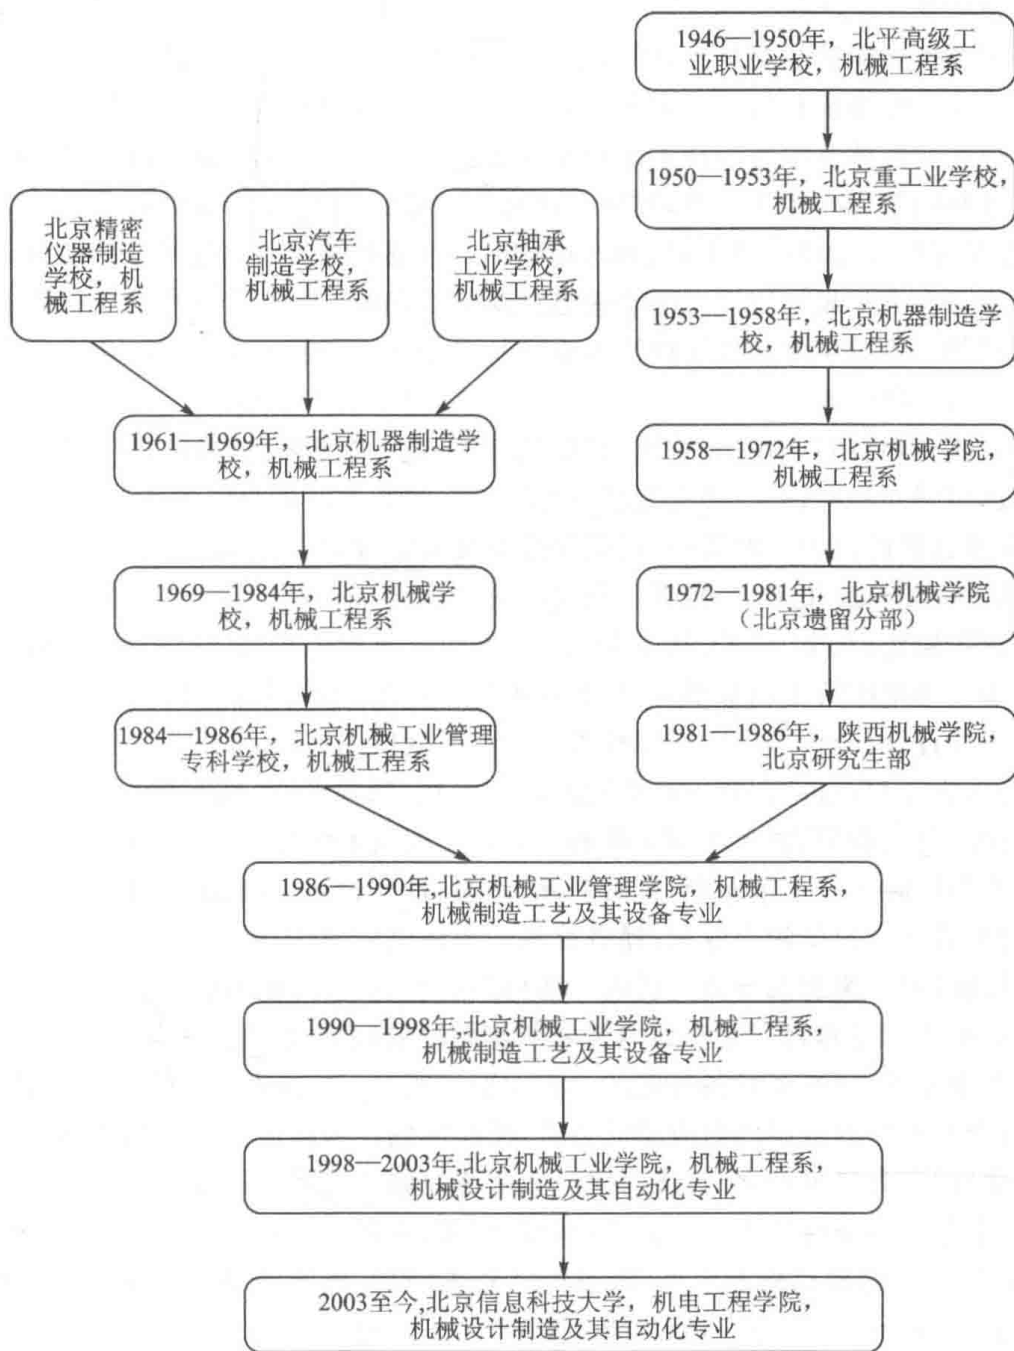 1946—1950年，北平高级工
业职业学校，机械工程系
1950—1953年，北京重工业学校，
机械工程系
北京精密
仪器制造
学校，机
械工程系
北京汽车
制造学校，
机械工程系
北京轴承
工业学校，
机械工程系
1953—1958年，北京机器制造学
校，机械工程系
1961—1969年，北京机器制造学
校，机械工程系
1958—1972年，北京机械学院，
机械工程系
1969—1984年，北京机械学
校，机械工程系
1972—1981年，北京机械学院
（北京遗留分部）
1984—1986年，北京机械工业管理
专科学校，机械工程系
1981—1986年，陕西机械学院，
北京研究生部
1986—1990年,北京机械工业管理学院，机械工程系，
机械制造工艺及其设备专业
1990—1998年,北京机械工业学院，机械工程系，
机械制造工艺及其设备专业
1998—2003年,北京机械工业学院，机械工程系，
机械设计制造及其自动化专业
2003至今,北京信息科技大学，机电工程学院，
机械设计制造及其自动化专业